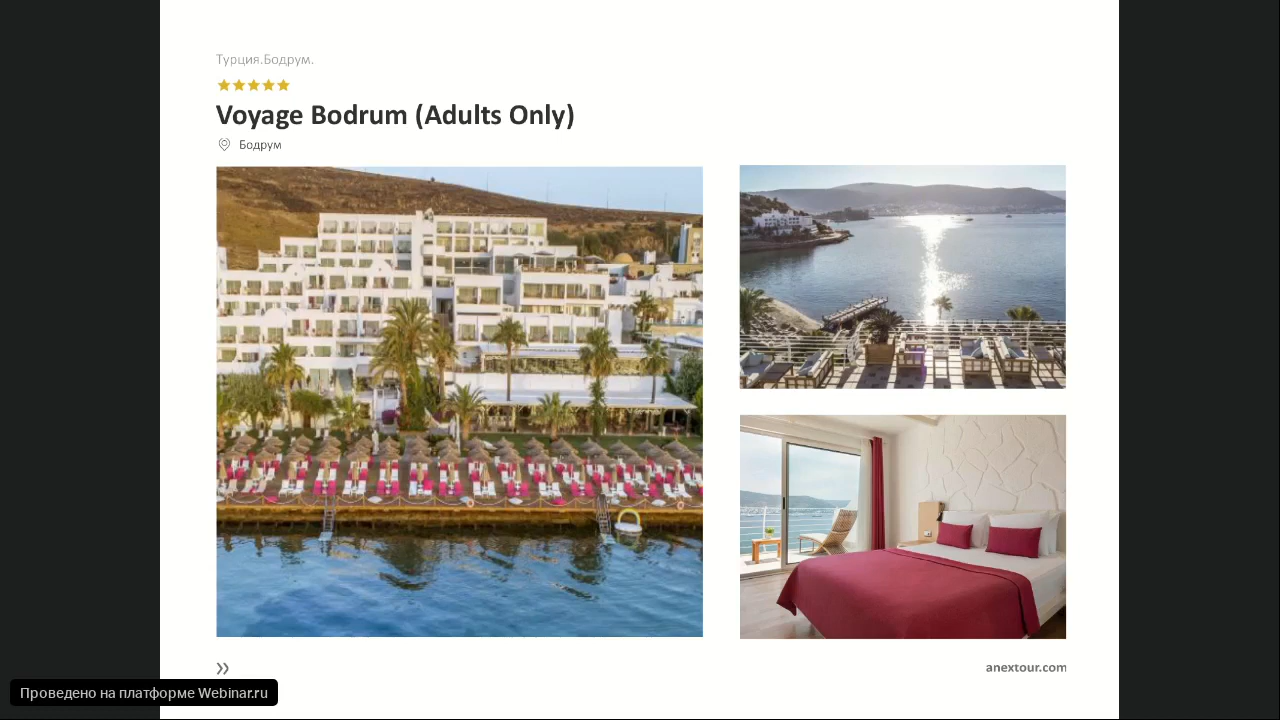 Турция.Бодрум.
Voyage Bodrum (Adults Only)
Бодрум
anextour.com
Проведено на платформе Webinar.ru